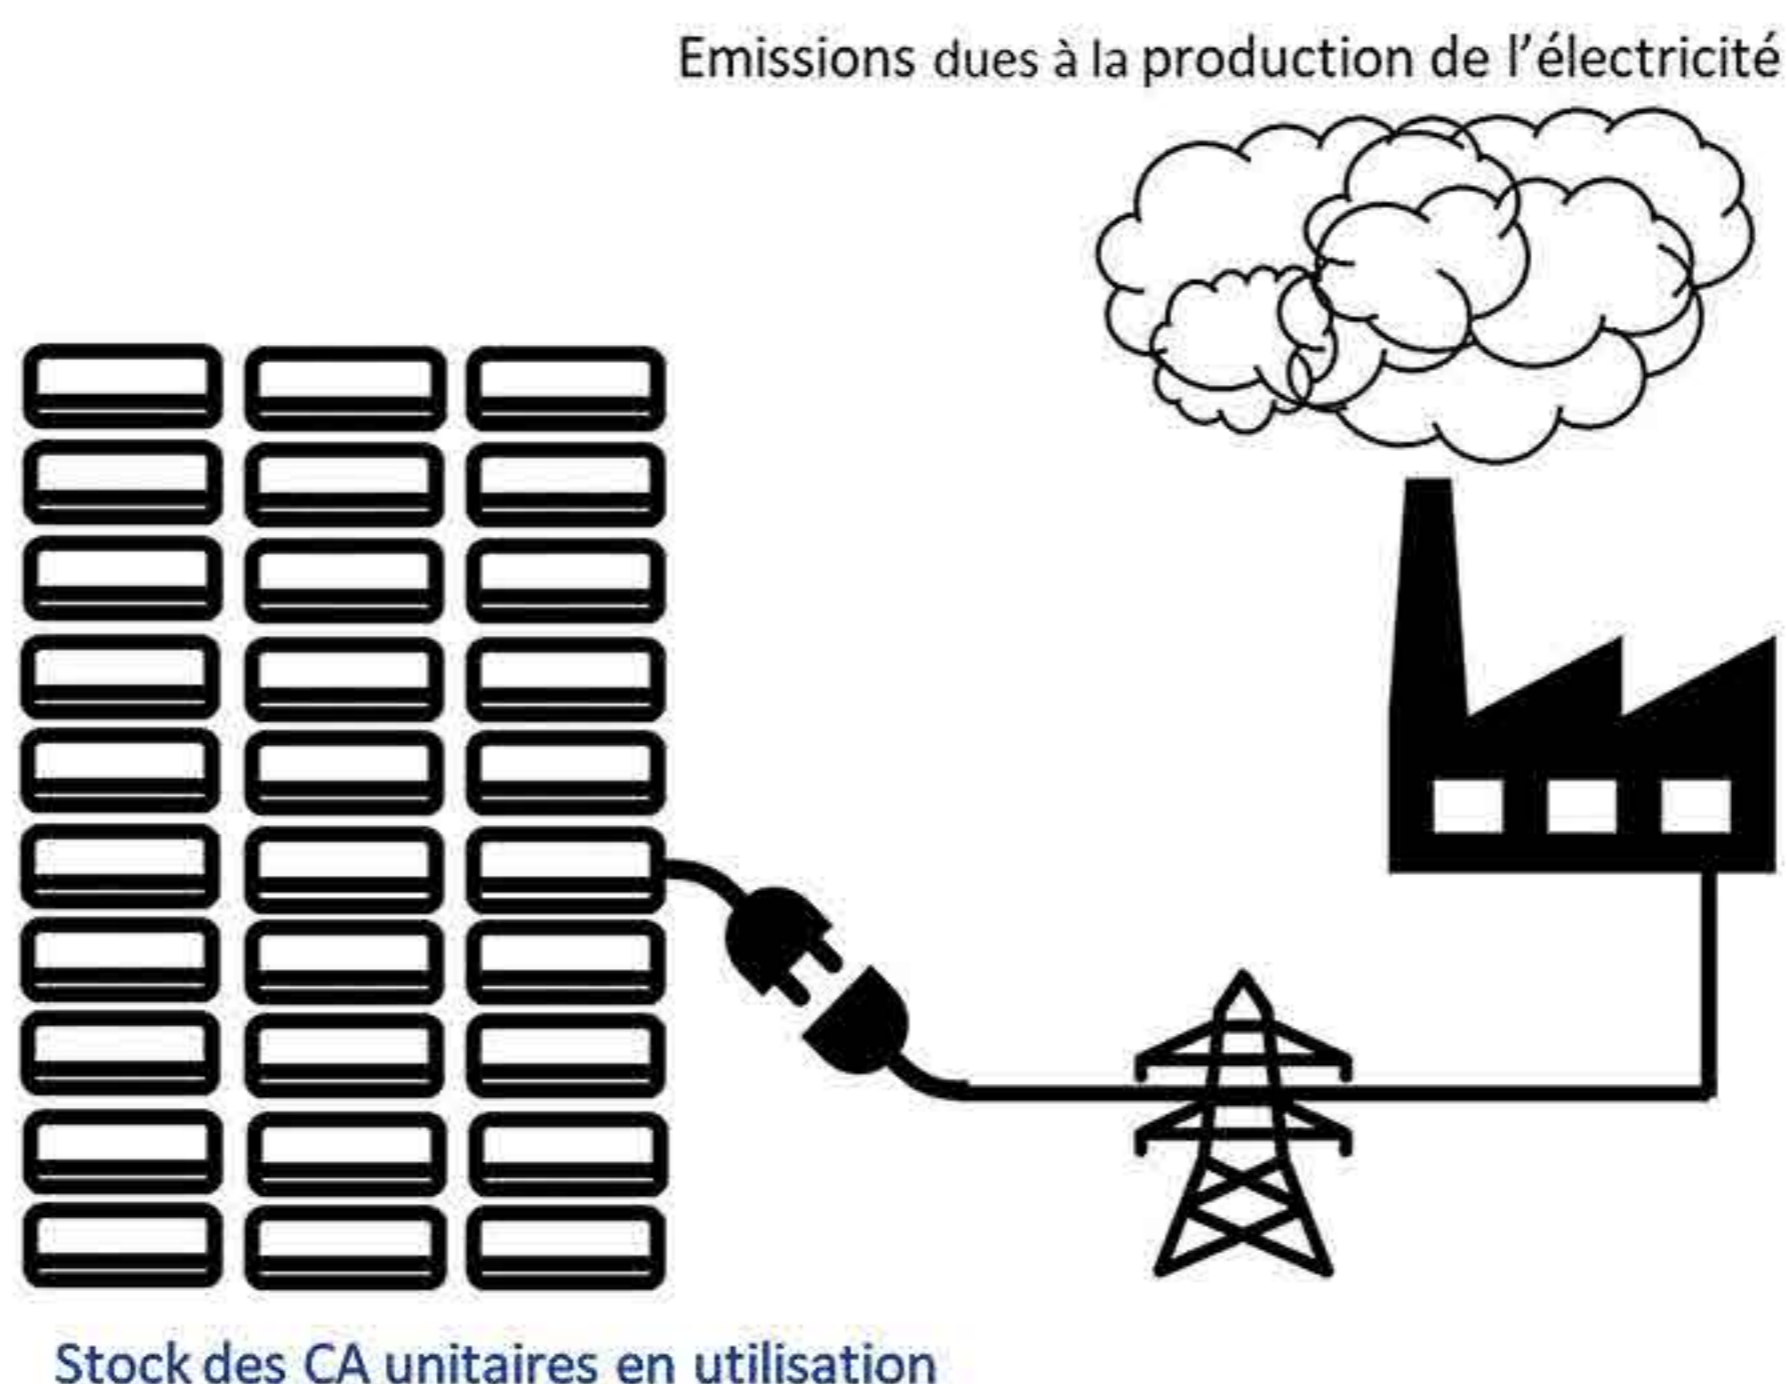 Emissions dues à la production de l'électricité
Stock des CA unitaires en utilisation